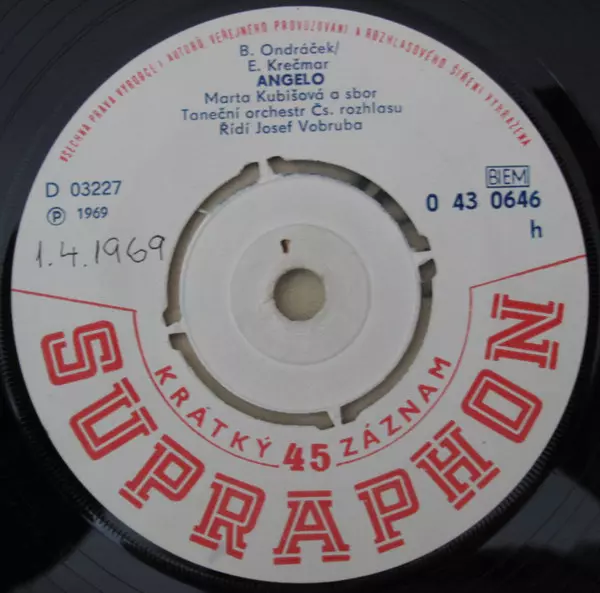 VŠECHNA PRÁVA VÝROBCE I AUTORŮ, VEŘEJNÉHO PROVOZOVÁNÍ A ROZHLASOVÉHO ŠÍŘENÍ VYHRAZENA
B. Ondráček/
E. Krečmar
ANGELO
Marta Kubišová a sbor
Taneční orchestr Čs. rozhlasu
Řídí Josef Vobruba
D 03227
Ⓟ 1969
1.4.1969
BIEM
0 43 0646
h
KRÁTKÝ 45 ZÁZNAM
SUPRAPHON